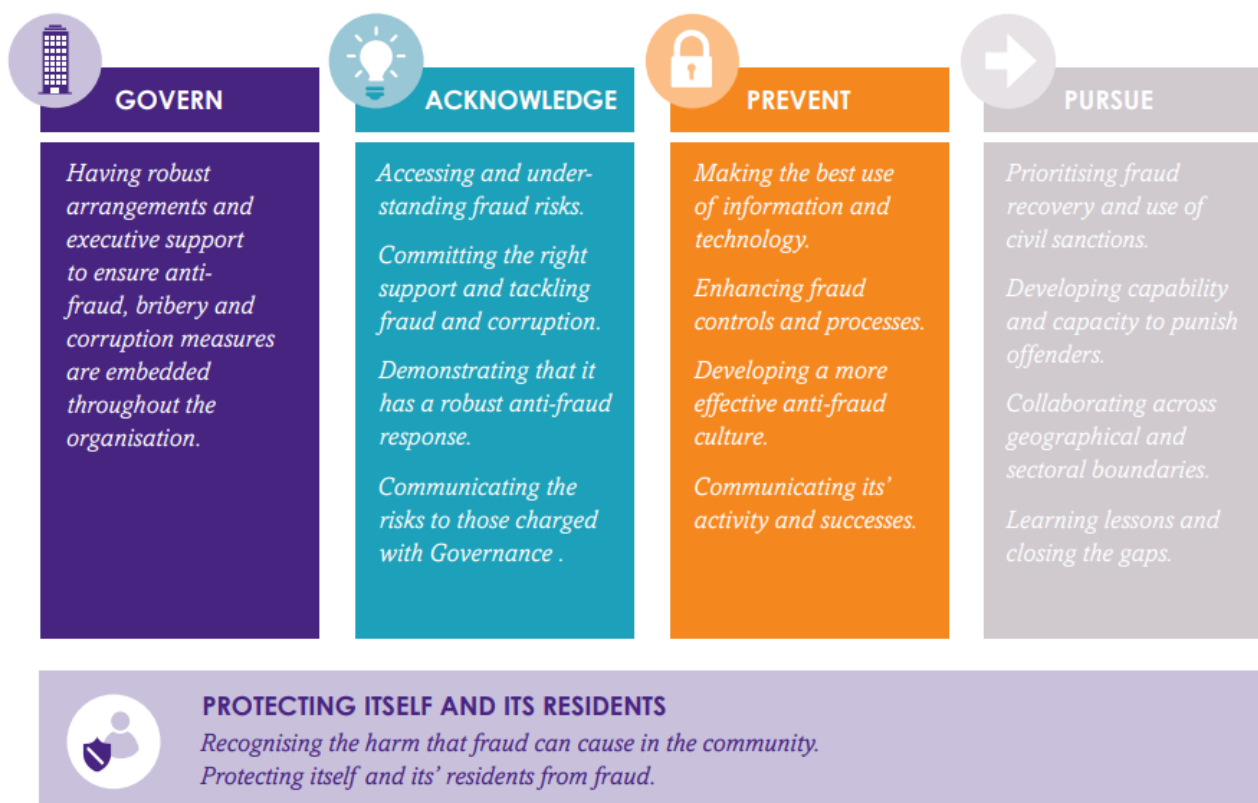 GOVERN
Having robust
arrangements and
executive support
to ensure anti-
fraud, bribery and
corruption measures
are embedded
throughout the
organisation.
ACKNOWLEDGE
Accessing and under-
standing fraud risks.
Committing the right
support and tackling
fraud and corruption.
Demonstrating that it
has a robust anti-fraud
response.
Communicating the
risks to those charged
with Governance .
PREVENT
Making the best use
of information and
technology.
Enhancing fraud
controls and processes.
Developing a more
effective anti-fraud
culture.
Communicating its’
activity and successes.
PURSUE
Prioritising fraud
recovery and use of
civil sanctions.
Developing capability
and capacity to punish
offenders.
Collaborating across
geographical and
sectoral boundaries.
Learning lessons and
closing the gaps.
PROTECTING ITSELF AND ITS RESIDENTS
Recognising the harm that fraud can cause in the community.
Protecting itself and its’ residents from fraud.